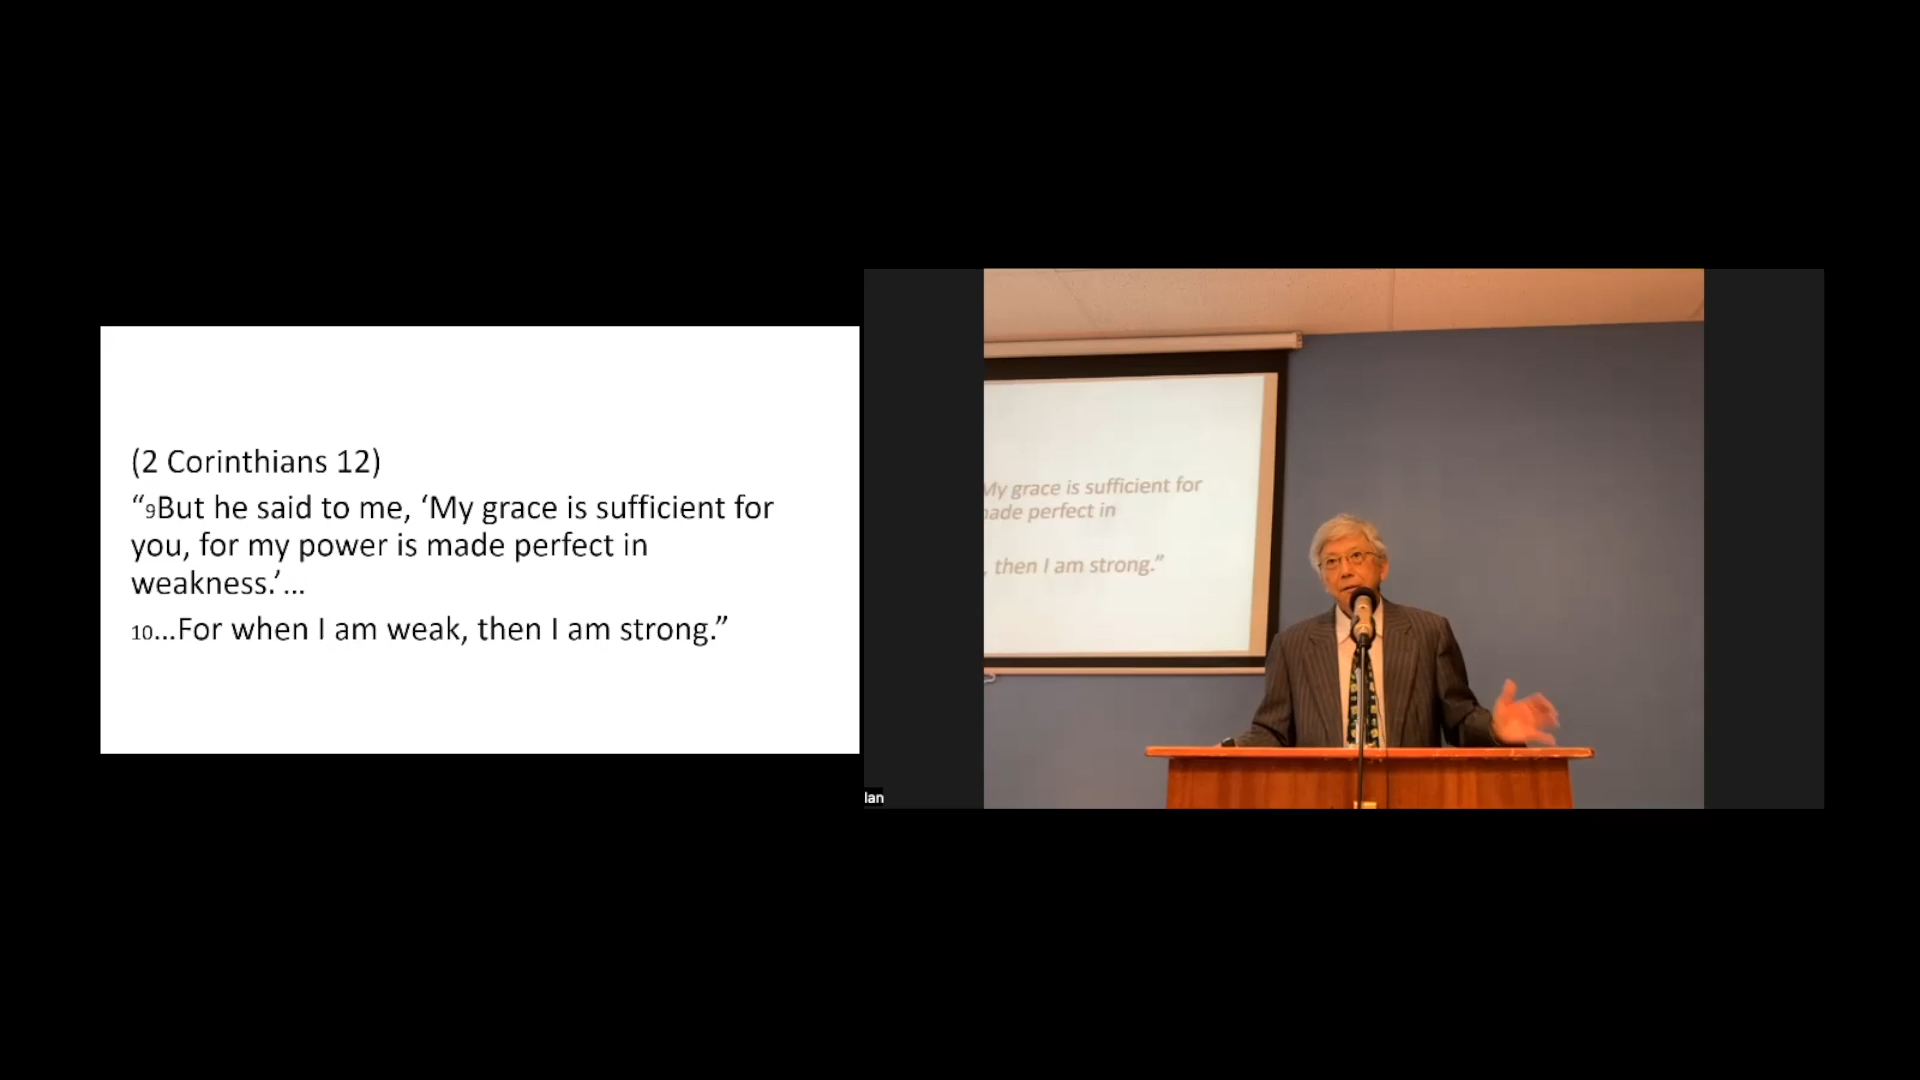 (2 Corinthians 12)
“9But he said to me, ‘My grace is sufficient for
you, for my power is made perfect in
weakness.’...
10...For when I am weak, then I am strong.”
My grace is sufficient for
made perfect in
, then I am strong.”
lan